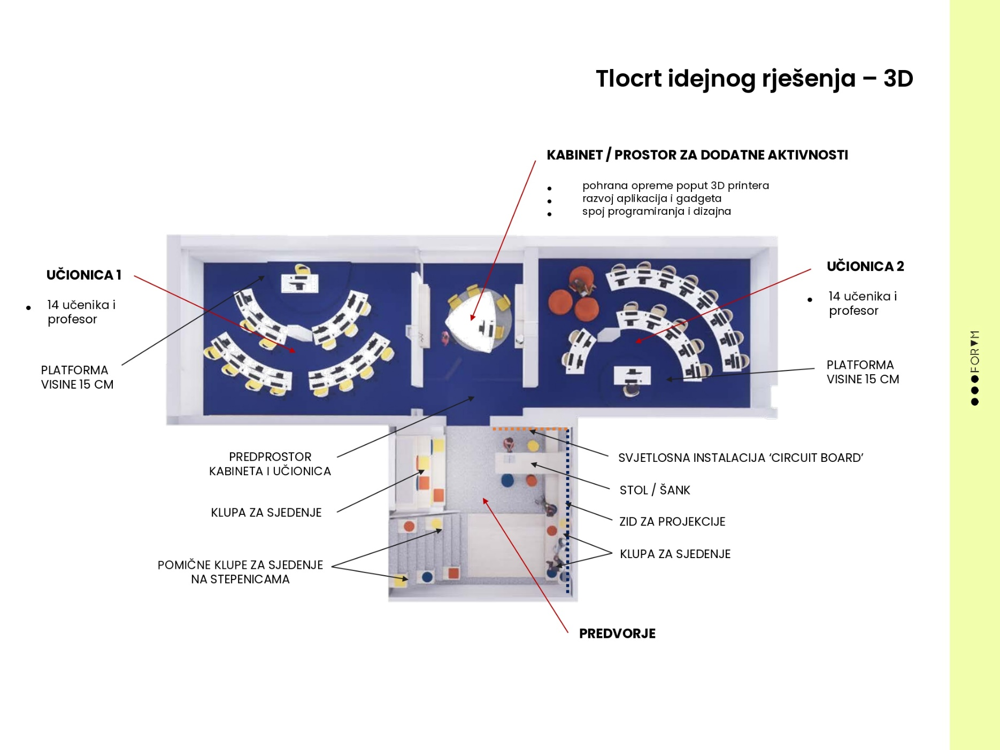 Tlocrt idejnog rješenja – 3D
KABINET / PROSTOR ZA DODATNE AKTIVNOSTI
• pohrana opreme poput 3D printera
• razvoj aplikacija i gadgeta
• spoj programiranja i dizajna
UČIONICA 1
• 14 učenika i
profesor
PLATFORMA
VISINE 15 CM
UČIONICA 2
• 14 učenika i
profesor
PLATFORMA
VISINE 15 CM
PREDPROSTOR
KABINETA I UČIONICA
KLUPA ZA SJEDENJE
POMIČNE KLUPE ZA SJEDENJE
NA STEPENICAMA
SVJETLOSNA INSTALACIJA ‘CIRCUIT BOARD’
STOL / ŠANK
ZID ZA PROJEKCIJE
KLUPA ZA SJEDENJE
PREDVORJE
FOR▼M